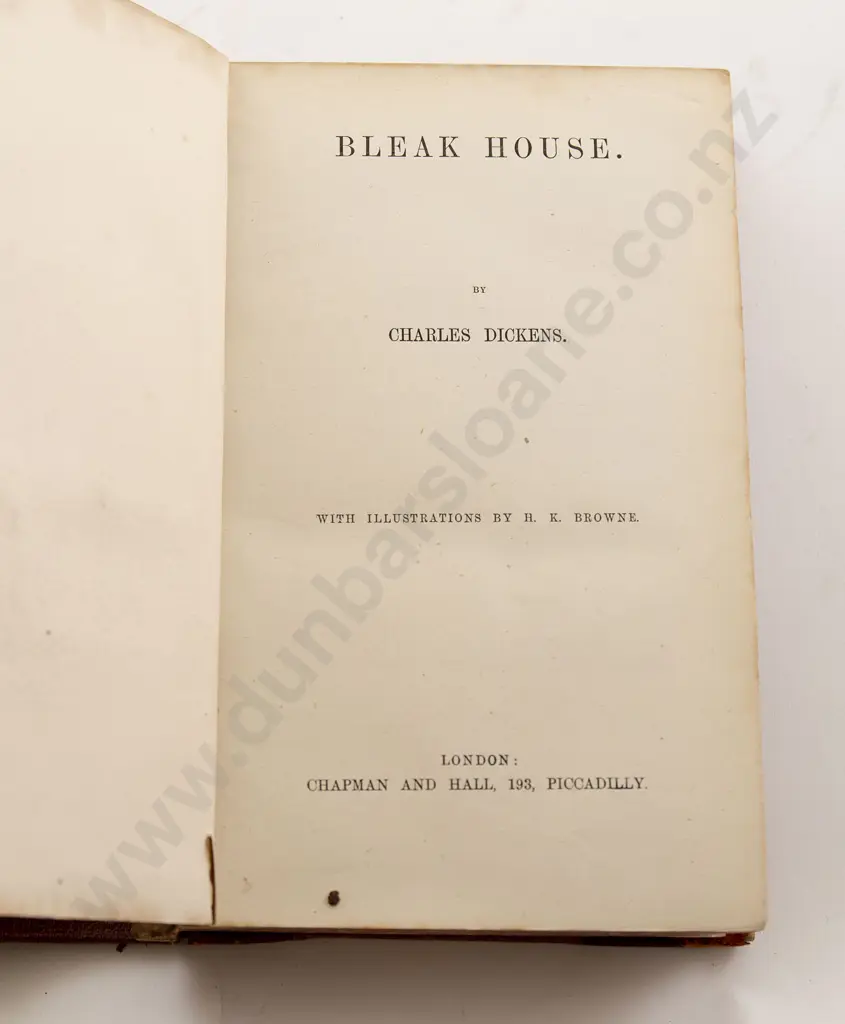 BLEAK HOUSE.
BY
CHARLES DICKENS.
WITH ILLUSTRATIONS BY H. K. BROWNE.
LONDON:
CHAPMAN AND HALL, 193, PICCADILLY.
www.dunbarsloane.co.nz